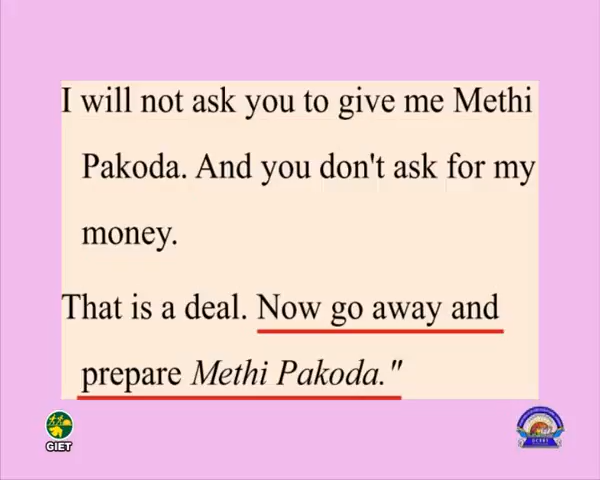 I will not ask you to give me Methi
Pakoda. And you don't ask for my
money.
That is a deal. Now go away and
prepare Methi Pakoda."
GIET